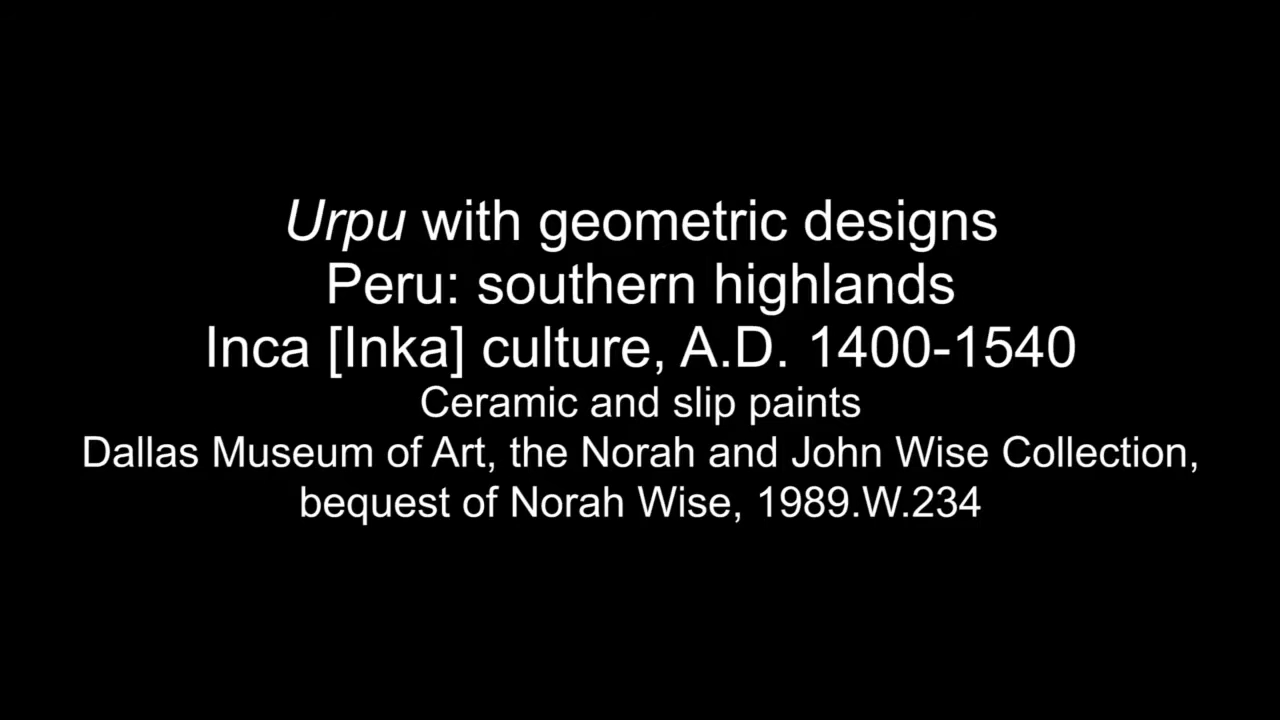 Urpu with geometric designs
Peru: southern highlands
Inca [Inka] culture, A.D. 1400-1540
Ceramic and slip paints
Dallas Museum of Art, the Norah and John Wise Collection,
bequest of Norah Wise, 1989.W.234